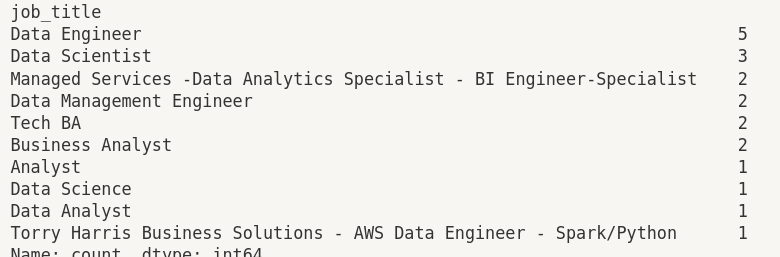 job_title
Data Engineer 5
Data Scientist 3
Managed Services -Data Analytics Specialist - BI Engineer-Specialist 2
Data Management Engineer 2
Tech BA 2
Business Analyst 2
Analyst 1
Data Science 1
Data Analyst 1
Torry Harris Business Solutions - AWS Data Engineer - Spark/Python 1
Name: count, dtype: int64